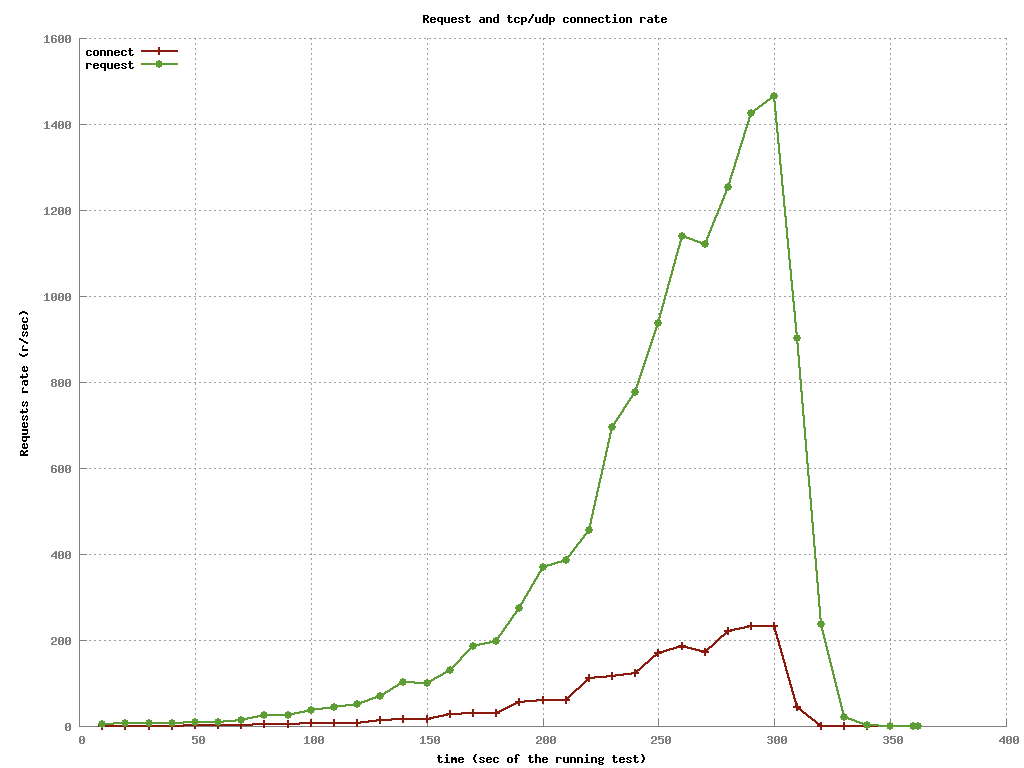 Request and tcp/udp connection rate
connect
request
1600
1400
1200
1000
800
600
400
200
0
Requests rate (r/sec)
0 50 100 150 200 250 300 350 400
time (sec of the running test)